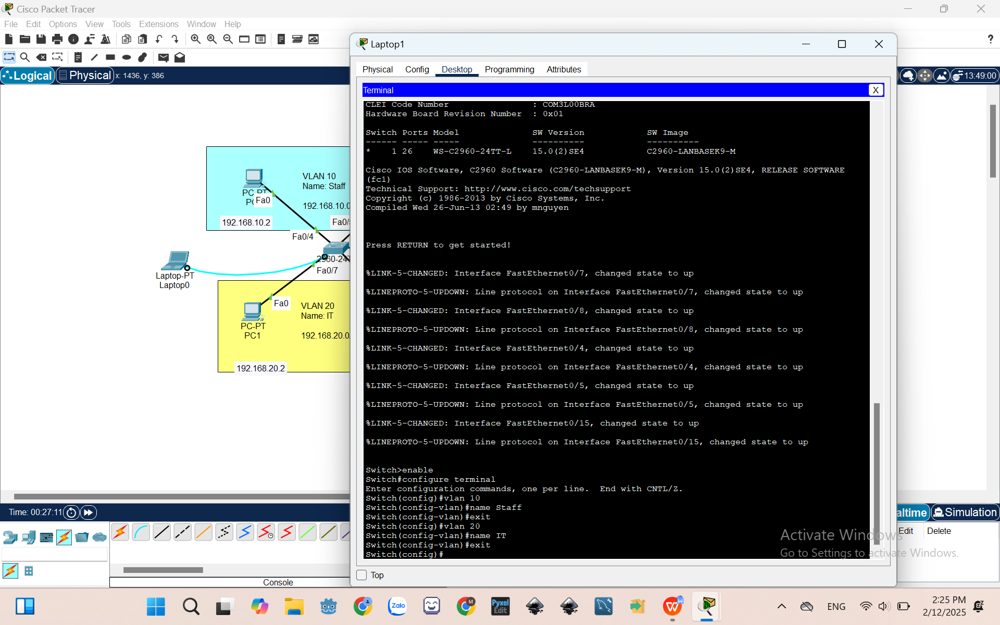 Cisco Packet Tracer
File Edit Options View Tools Extensions Window Help
?
Logical
Physical
x: 1436, y: 386
13:49:00
VLAN 10
Name: Staff
192.168.10.0
PC-PT
Fa0
192.168.10.2
Fa0/
Fa0/4
2960-24T
Fa0/7
Laptop-PT
Laptop0
Fa0
VLAN 20
Name: IT
PC-PT
PC1
192.168.20.0
192.168.20.2
Laptop1
Physical Config Desktop Programming Attributes
Terminal
X
CLEI Code Number : COM3L00BRA
Hardware Board Revision Number : 0x01
Switch Ports Model SW Version SW Image
------ ----- ----- ---------- ----------
* 1 26 WS-C2960-24TT-L 15.0(2)SE4 C2960-LANBASEK9-M
Cisco IOS Software, C2960 Software (C2960-LANBASEK9-M), Version 15.0(2)SE4, RELEASE SOFTWARE
(fc1)
Technical Support: http://www.cisco.com/techsupport
Copyright (c) 1986-2013 by Cisco Systems, Inc.
Compiled Wed 26-Jun-13 02:49 by mnguyen
Press RETURN to get started!
%LINK-5-CHANGED: Interface FastEthernet0/7, changed state to up
%LINEPROTO-5-UPDOWN: Line protocol on Interface FastEthernet0/7, changed state to up
%LINK-5-CHANGED: Interface FastEthernet0/8, changed state to up
%LINEPROTO-5-UPDOWN: Line protocol on Interface FastEthernet0/8, changed state to up
%LINK-5-CHANGED: Interface FastEthernet0/4, changed state to up
%LINEPROTO-5-UPDOWN: Line protocol on Interface FastEthernet0/4, changed state to up
%LINK-5-CHANGED: Interface FastEthernet0/5, changed state to up
%LINEPROTO-5-UPDOWN: Line protocol on Interface FastEthernet0/5, changed state to up
%LINK-5-CHANGED: Interface FastEthernet0/15, changed state to up
%LINEPROTO-5-UPDOWN: Line protocol on Interface FastEthernet0/15, changed state to up
Switch>enable
Switch#configure terminal
Enter configuration commands, one per line. End with CNTL/Z.
Switch(config)#vlan 10
Switch(config-vlan)#name Staff
Switch(config-vlan)#exit
Switch(config)#vlan 20
Switch(config-vlan)#name IT
Switch(config-vlan)#exit
Switch(config)#
Top
Time: 00:27:11
altime
Simulation
Edit Delete
Console
Activate Windows
Go to Settings to activate Windows.
Zalo
M
Pyxel
Edit
W
ENG
2:25 PM
2/12/2025